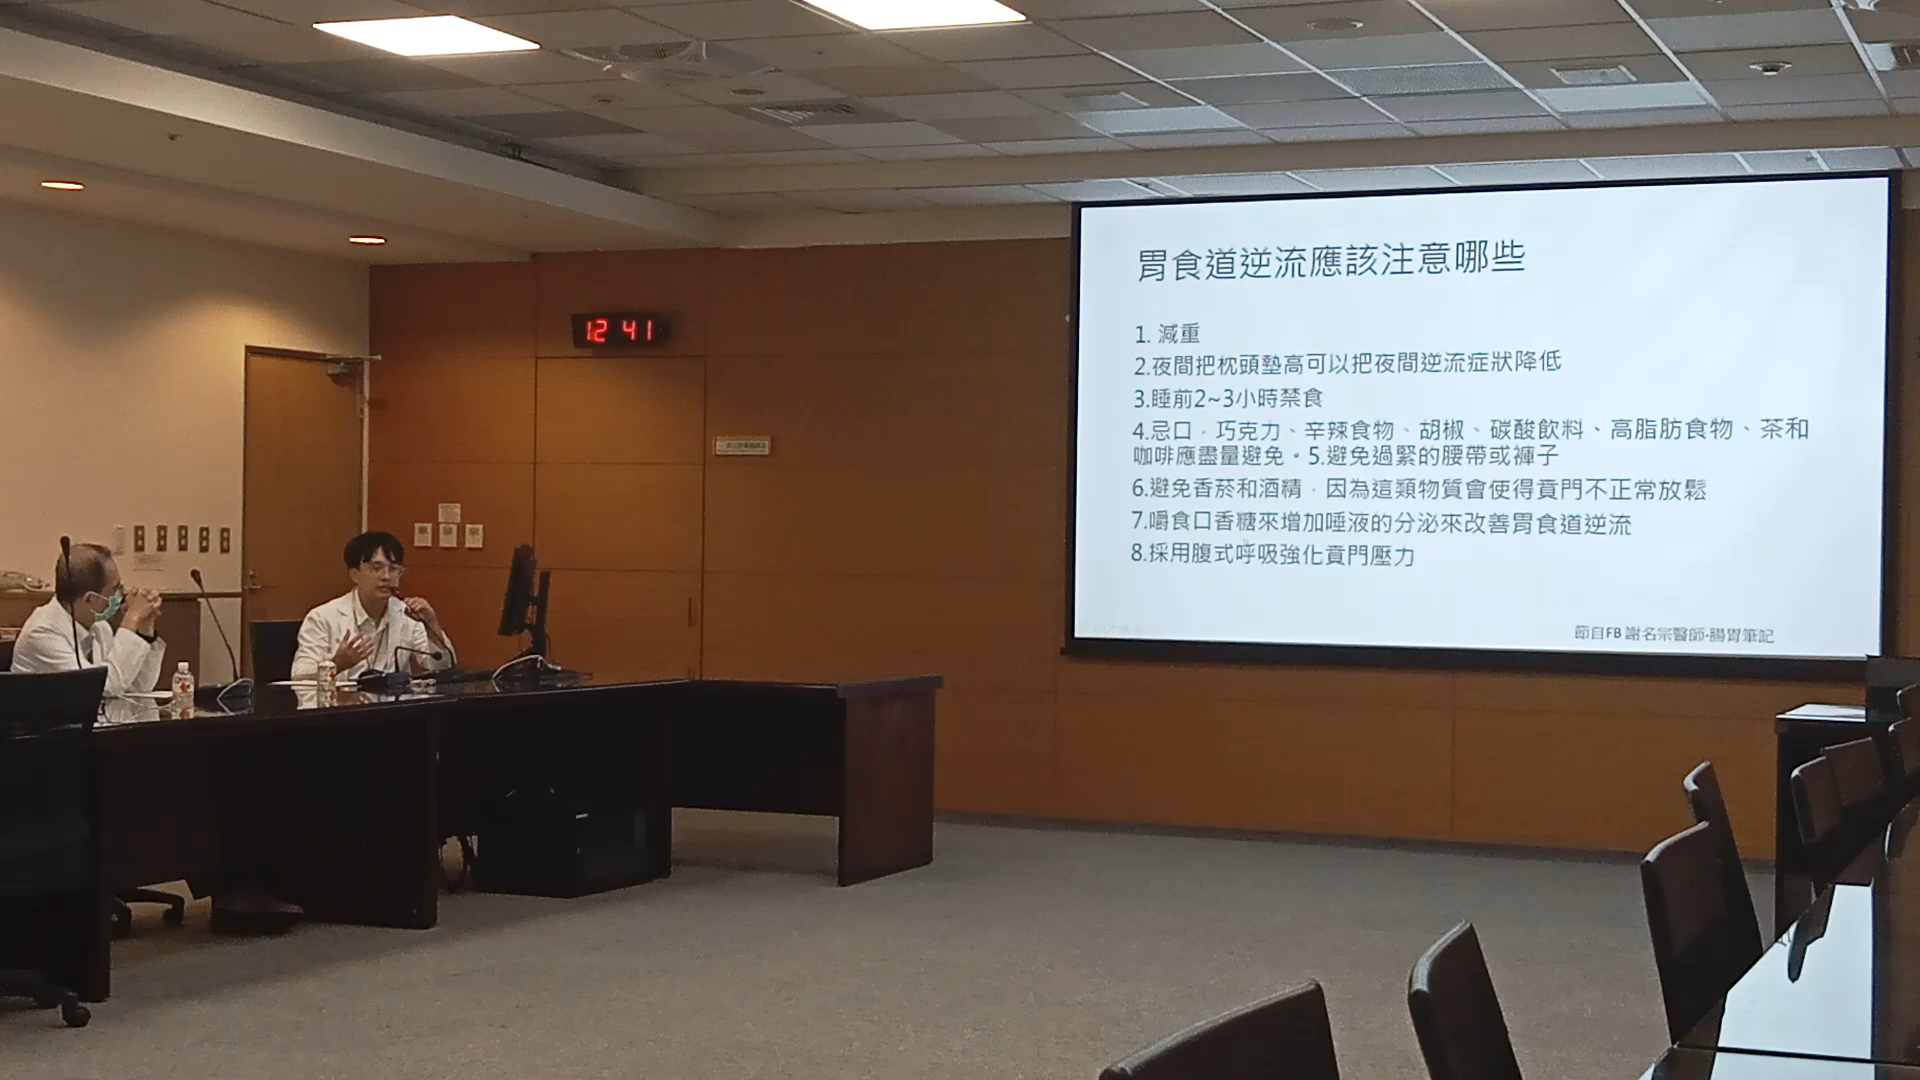 12 41
胃食道逆流應該注意哪些
1. 減重
2.夜間把枕頭墊高可以把夜間逆流症狀降低
3.睡前2~3小時禁食
4.忌口，巧克力、辛辣食物、胡椒、碳酸飲料、高脂肪食物、茶和
咖啡應盡量避免。5.避免過緊的腰帶或褲子
6.避免香菸和酒精，因為這類物質會使得賁門不正常放鬆
7.嚼食口香糖來增加唾液的分泌來改善胃食道逆流
8.採用腹式呼吸強化賁門壓力
節自FB 謝名宗醫師-腸胃筆記